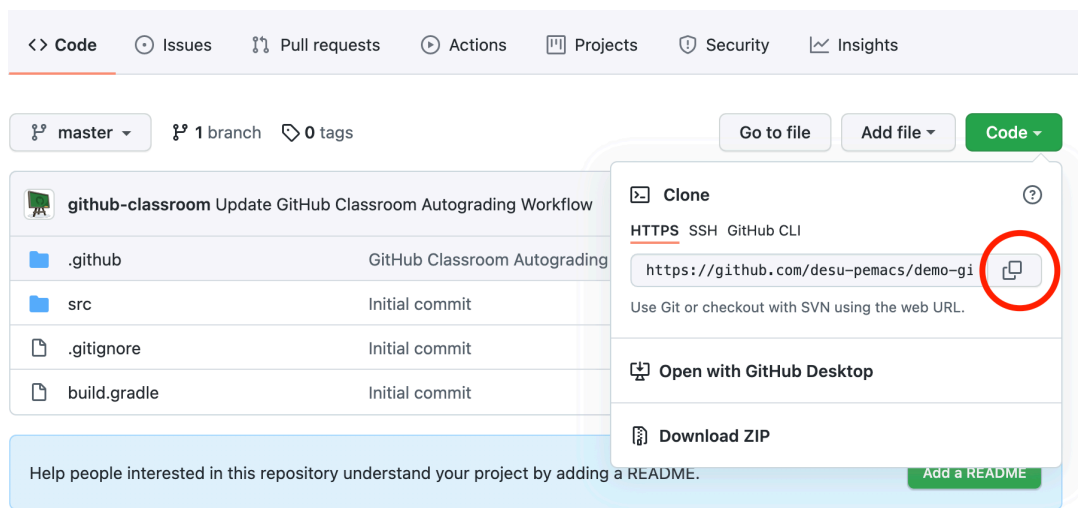 <> Code Issues Pull requests Actions Projects Security Insights
master 1 branch 0 tags Go to file Add file Code
github-classroom Update GitHub Classroom Autograding Workflow
.github GitHub Classroom Autograding
src Initial commit
.gitignore Initial commit
build.gradle Initial commit
Clone
HTTPS SSH GitHub CLI
https://github.com/desu-pemacs/demo-gi
Use Git or checkout with SVN using the web URL.
Open with GitHub Desktop
Download ZIP
Help people interested in this repository understand your project by adding a README.
Add a README